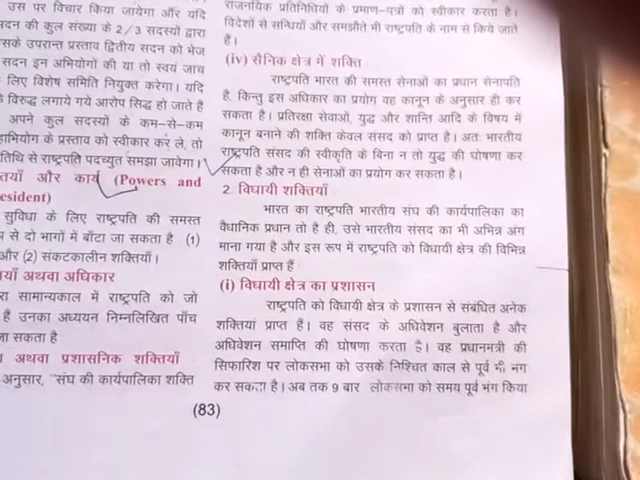 उस पर विचार किया जायेगा और यदि
सदन की कुल संख्या के 2/3 सदस्यों द्वारा
सके उपरान्त प्रस्ताव द्वितीय सदन को भेज
सदन इन अभियोगों की या तो स्वयं जांच
लिए विशेष समिति नियुक्त करेगा। यदि
विरुद्ध लगाये गये आरोप सिद्ध हो जाते हैं
अपने कुल सदस्यों के कम-से-कम
हाभियोग के प्रस्ताव को स्वीकार कर ले, तो
तिथि से राष्ट्रपति पदच्युत समझा जायेगा।
तयाँ और कार्य (Powers and
esident)
सुविधा के लिए राष्ट्रपति की समस्त
से दो भागों में बाँटा जा सकता है (1)
और (2) संकटकालीन शक्तियाँ।
याँ अथवा अधिकार
रा सामान्यकाल में राष्ट्रपति को जो
हैं उनका अध्ययन निम्नलिखित पाँच
ना सकता है
अथवा प्रशासनिक शक्तियाँ
अनुसार, "संघ की कार्यपालिका शक्ति
राजनयिक प्रतिनिधियों के प्रमाण-पत्रों को स्वीकार करता है।
विदेशों से सन्धियाँ और समझौते भी राष्ट्रपति के नाम से किये जाते
हैं।
(iv) सैनिक क्षेत्र में शक्ति
राष्ट्रपति भारत की समस्त सेनाओं का प्रधान सेनापति
है, किन्तु इस अधिकार का प्रयोग वह कानून के अनुसार ही कर
सकता है। प्रतिरक्षा सेवाओं, युद्ध और शान्ति आदि के विषय में
कानून बनाने की शक्ति केवल संसद को प्राप्त है। अतः भारतीय
राष्ट्रपति संसद की स्वीकृति के बिना न तो युद्ध की घोषणा कर
सकता है और न ही सेनाओं का प्रयोग कर सकता है।
2. विधायी शक्तियाँ
भारत का राष्ट्रपति भारतीय संघ की कार्यपालिका का
वैधानिक प्रधान तो है ही, उसे भारतीय संसद का भी अभिन्न अंग
माना गया है और इस रूप में राष्ट्रपति को विधायी क्षेत्र की विभिन्न
शक्तियाँ प्राप्त हैं
(i) विधायी क्षेत्र का प्रशासन
राष्ट्रपति को विधायी क्षेत्र के प्रशासन से संबंधित अनेक
शक्तियां प्राप्त हैं। वह संसद के अधिवेशन बुलाता है और
अधिवेशन समाप्ति की घोषणा करता है। वह प्रधानमंत्री की
सिफारिश पर लोकसभा को उसके निश्चित काल से पूर्व भी भंग
कर सकता है। अब तक 9 बार लोकसभा को समय पूर्व भंग किया
(83)